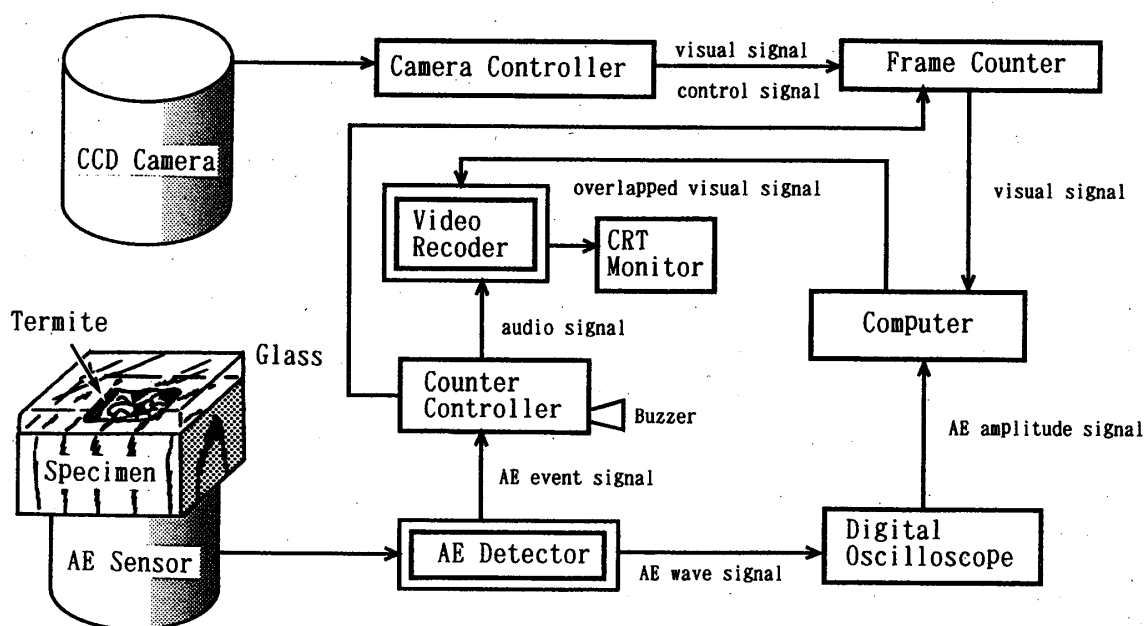 CCD Camera
Camera Controller
visual signal
control signal
Frame Counter
overlapped visual signal
visual signal
Video
Recoder
CRT
Monitor
Computer
audio signal
Termite
Glass
Counter
Controller
Buzzer
Specimen
AE event signal
AE amplitude signal
AE Sensor
AE Detector
AE wave signal
Digital
Oscilloscope